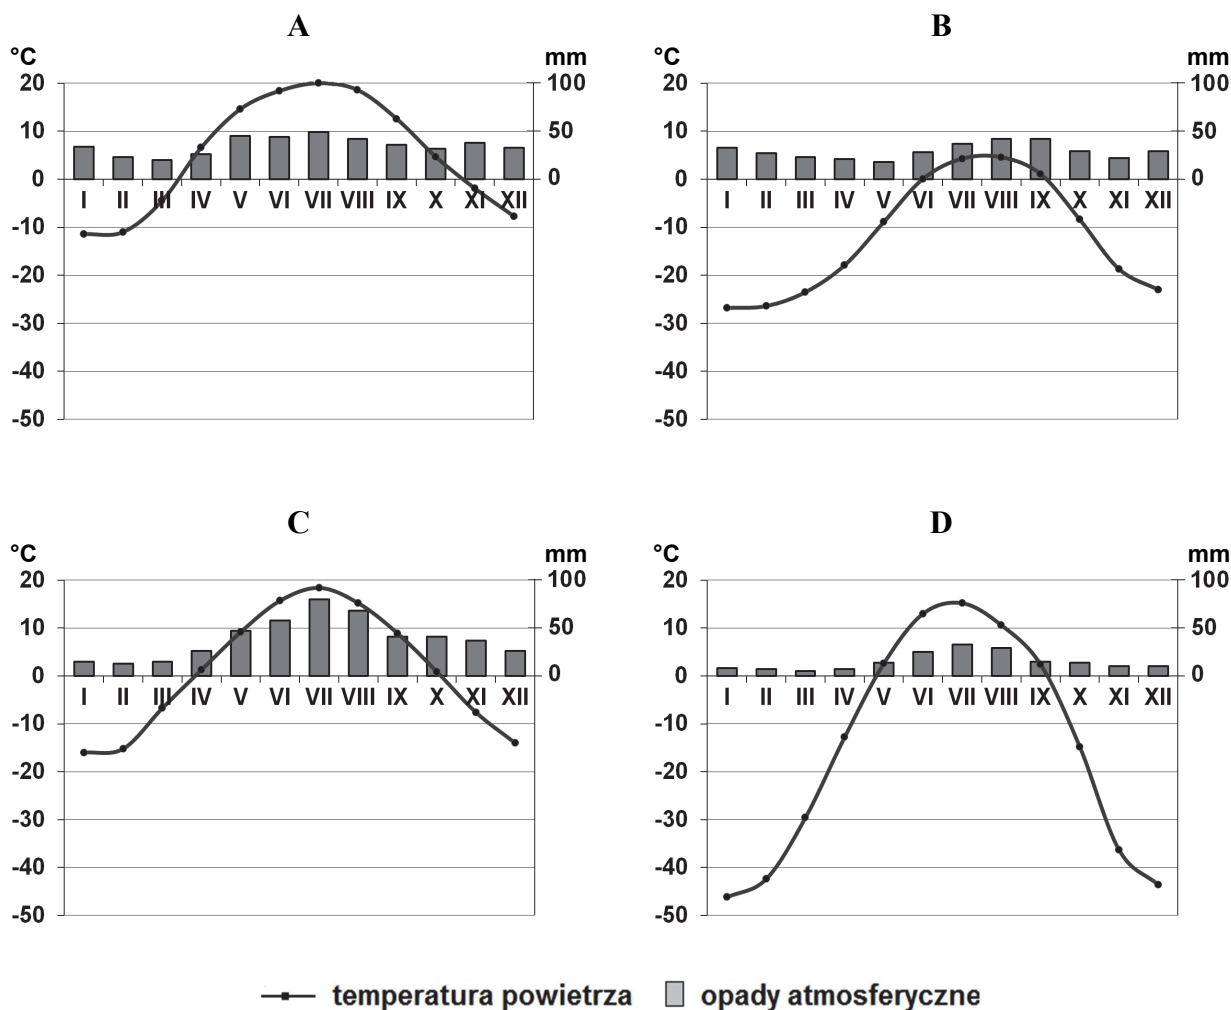 A
B
°C
mm
°C
mm
20
100
20
100
10
50
10
50
0
0
0
0
I II III IV V VI VII VIII IX X XI XII
I II III IV V VI VII VIII IX X XI XII
-10
-10
-20
-20
-30
-30
-40
-40
-50
-50
C
D
°C
mm
°C
mm
20
100
20
100
10
50
10
50
0
0
0
0
I II III IV V VI VII VIII IX X XI XII
I II III IV V VI VII VIII IX X XI XII
-10
-10
-20
-20
-30
-30
-40
-40
-50
-50
temperatura powietrza
opady atmosferyczne